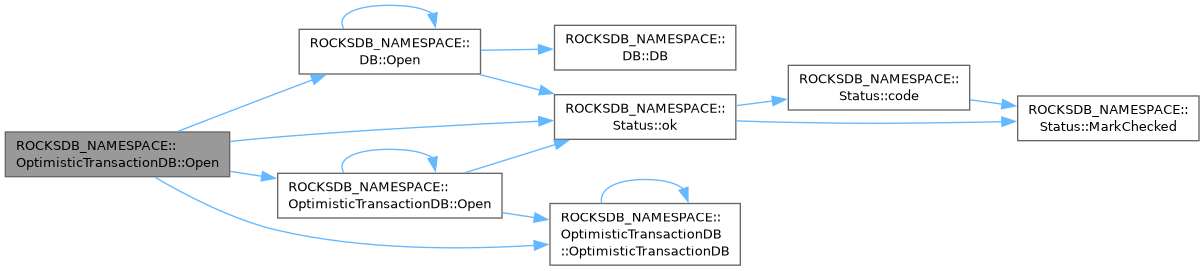 ROCKSDB_NAMESPACE::
OptimisticTransactionDB::Open
ROCKSDB_NAMESPACE::
DB::Open
ROCKSDB_NAMESPACE::
OptimisticTransactionDB::Open
ROCKSDB_NAMESPACE::
DB::DB
ROCKSDB_NAMESPACE::
Status::ok
ROCKSDB_NAMESPACE::
OptimisticTransactionDB
::OptimisticTransactionDB
ROCKSDB_NAMESPACE::
Status::code
ROCKSDB_NAMESPACE::
Status::MarkChecked